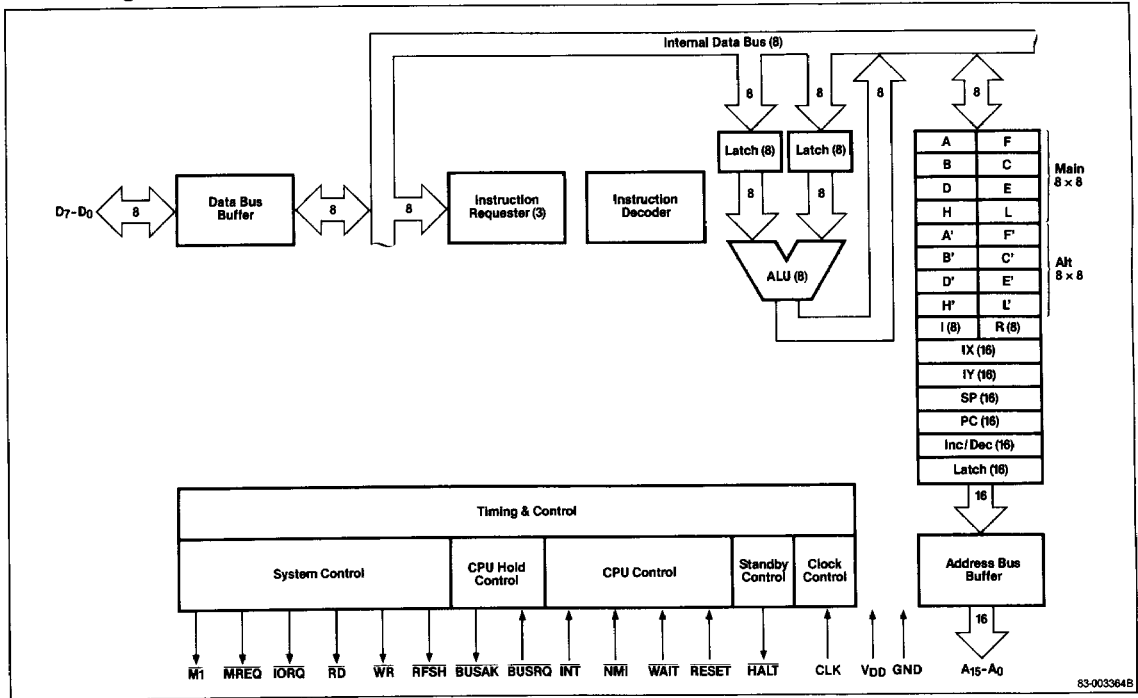 Internal Data Bus (8)
8
8
8
8
Latch (8)
Latch (8)
A
F
B
C
D
E
H
L
A'
F'
B'
C'
D'
E'
H'
L'
I (8)
R (8)
IX (16)
IY (16)
SP (16)
PC (16)
Inc/Dec (16)
Latch (16)
Main
8 × 8
Alt
8 × 8
D7-D0
8
Data Bus
Buffer
8
8
Instruction
Requester (3)
Instruction
Decoder
8
8
ALU (8)
16
Timing & Control
System Control
CPU Hold
Control
CPU Control
Standby
Control
Clock
Control
Address Bus
Buffer
16
M1
MREQ
IORQ
RD
WR
RFSH
BUSAK
BUSRQ
INT
NMI
WAIT
RESET
HALT
CLK
VDD
GND
A15-A0
83-003364B